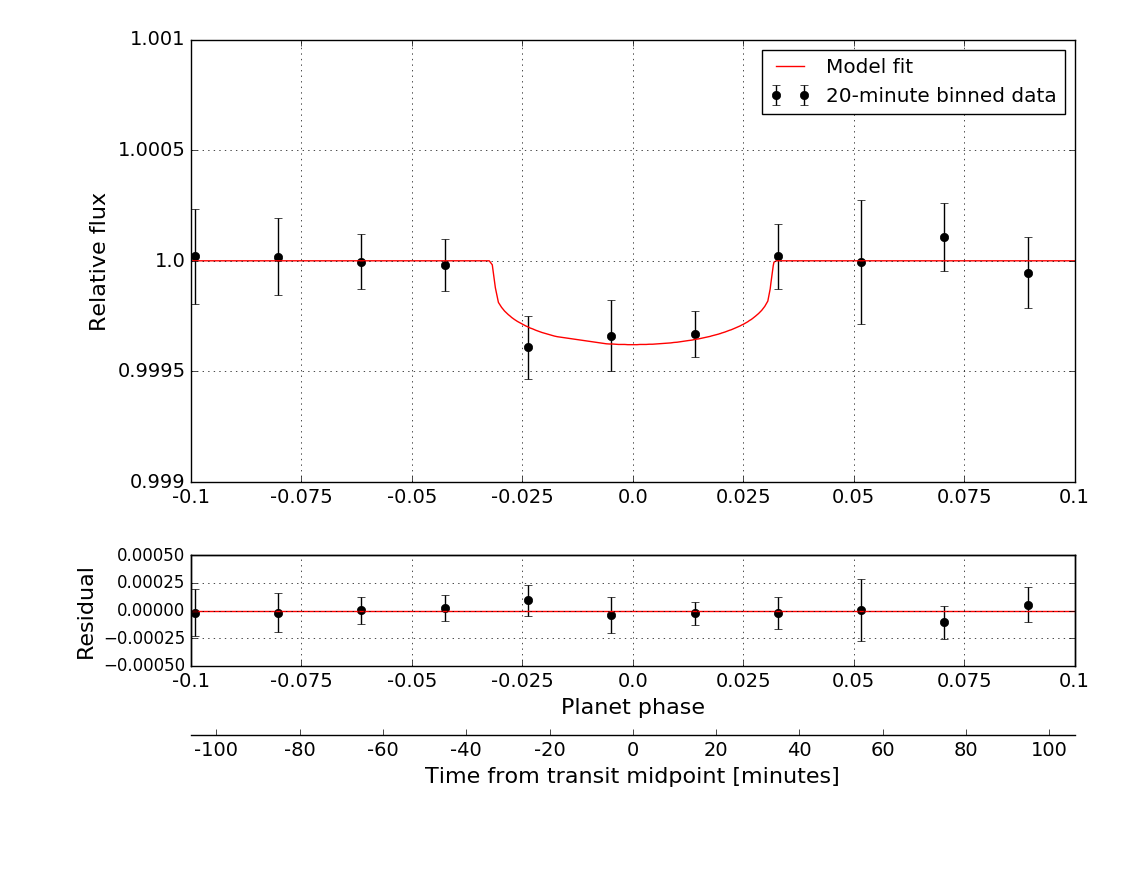 1.001
Model fit
20-minute binned data
1.0005
Relative flux
1.0
0.9995
0.999
-0.1 -0.075 -0.05 -0.025 0.0 0.025 0.05 0.075 0.1
0.00050
0.00025
Residual
0.00000
−0.00025
−0.00050
-0.1 -0.075 -0.05 -0.025 0.0 0.025 0.05 0.075 0.1
Planet phase
-100 -80 -60 -40 -20 0 20 40 60 80 100
Time from transit midpoint [minutes]